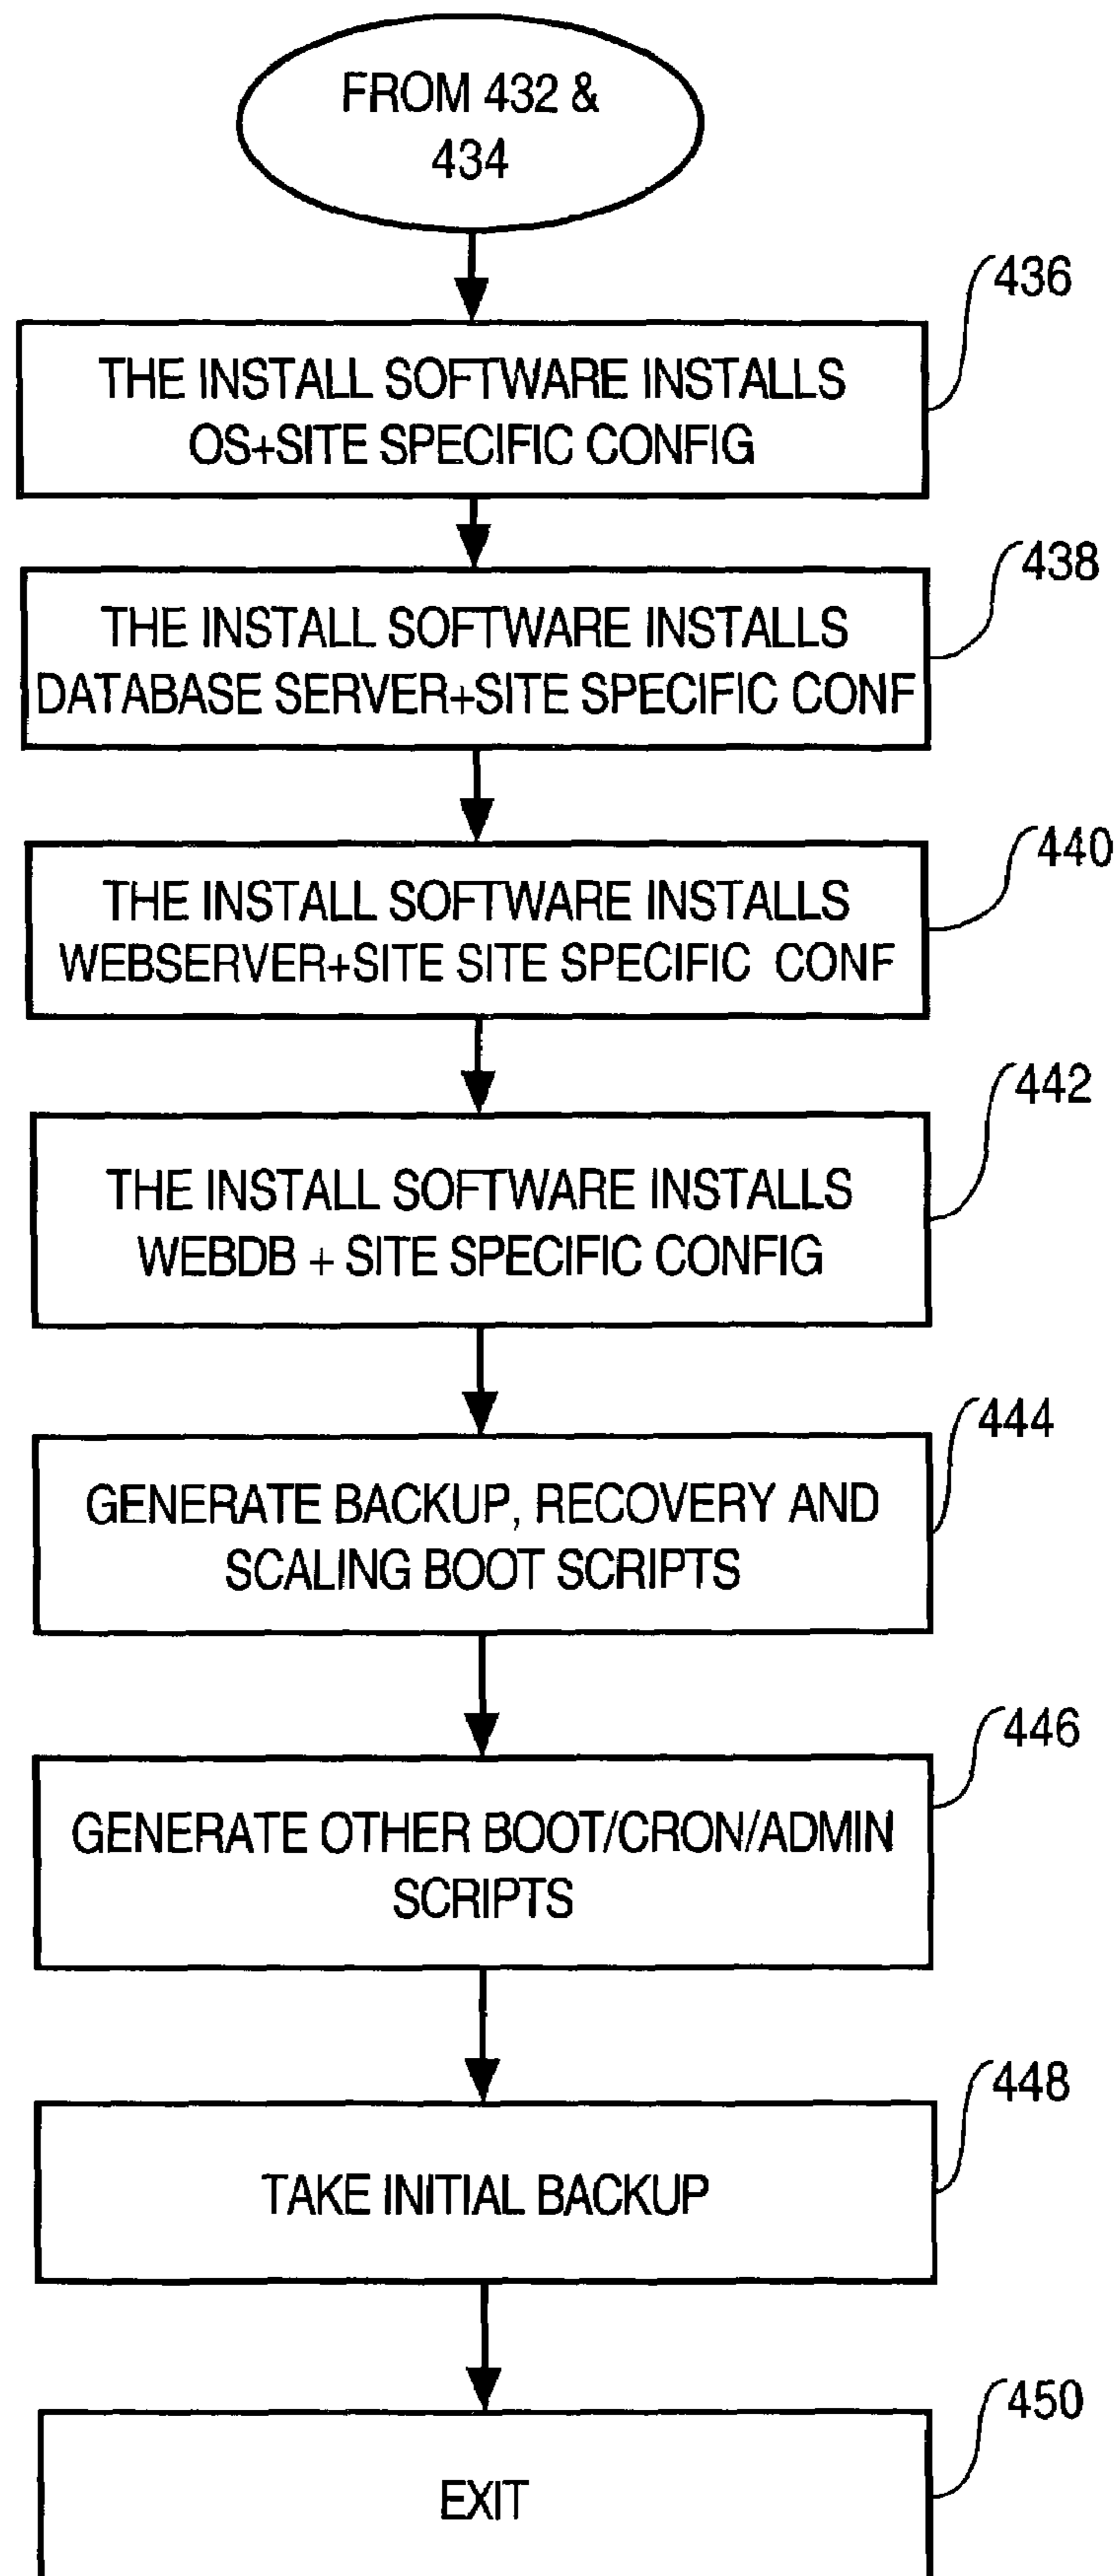 FROM 432 &
434
436
THE INSTALL SOFTWARE INSTALLS
OS+SITE SPECIFIC CONFIG
438
THE INSTALL SOFTWARE INSTALLS
DATABASE SERVER+SITE SPECIFIC CONF
440
THE INSTALL SOFTWARE INSTALLS
WEBSERVER+SITE SITE SPECIFIC CONF
442
THE INSTALL SOFTWARE INSTALLS
WEBDB + SITE SPECIFIC CONFIG
444
GENERATE BACKUP, RECOVERY AND
SCALING BOOT SCRIPTS
446
GENERATE OTHER BOOT/CRON/ADMIN
SCRIPTS
448
TAKE INITIAL BACKUP
450
EXIT